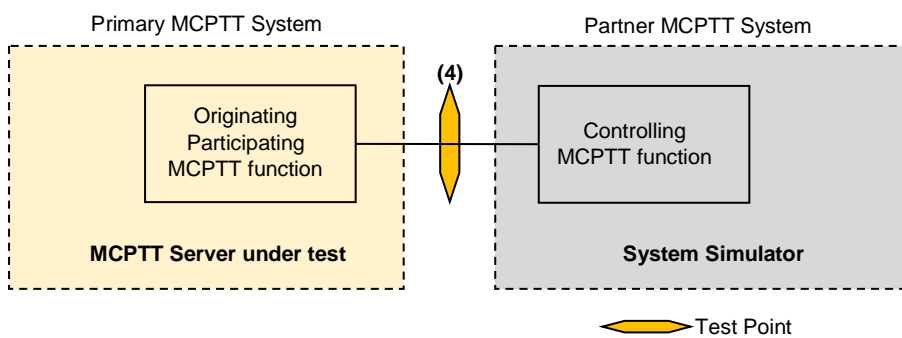 Primary MCPTT System
Partner MCPTT System
(4)
Originating
Participating
MCPTT function
Controlling
MCPTT function
MCPTT Server under test
System Simulator
Test Point